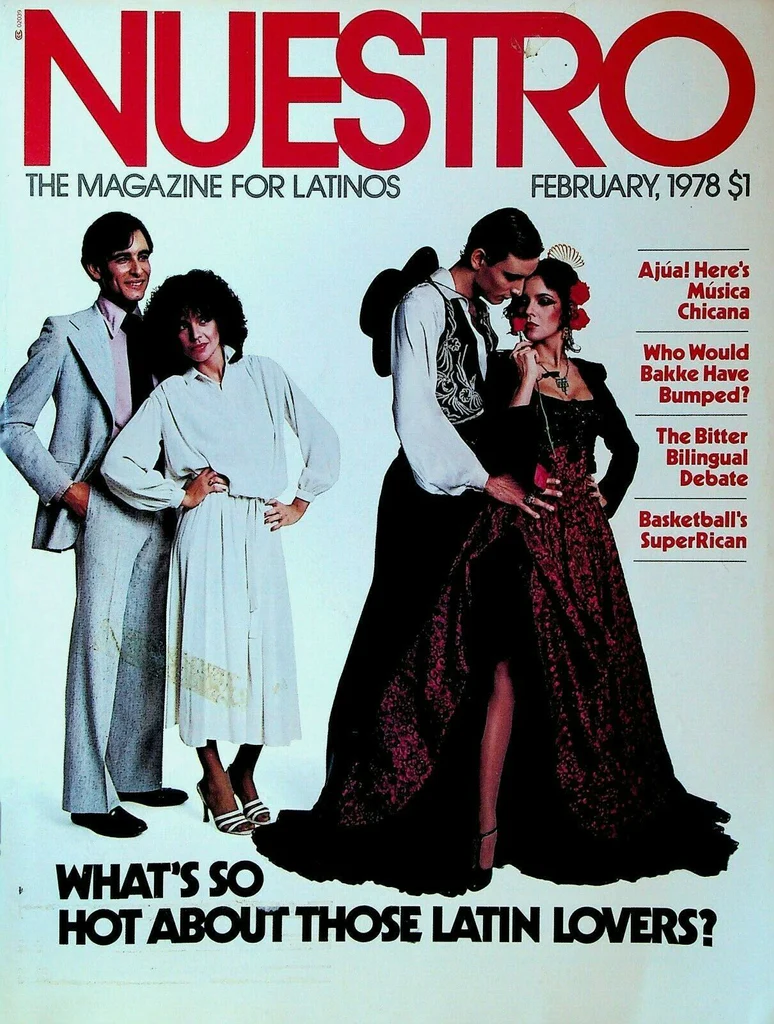 NUESTRO
THE MAGAZINE FOR LATINOS
FEBRUARY, 1978 $1
Ajúa! Here's
Música
Chicana
Who Would
Bakke Have
Bumped?
The Bitter
Bilingual
Debate
Basketball's
SuperRican
WHAT'S SO
HOT ABOUT THOSE LATIN LOVERS?